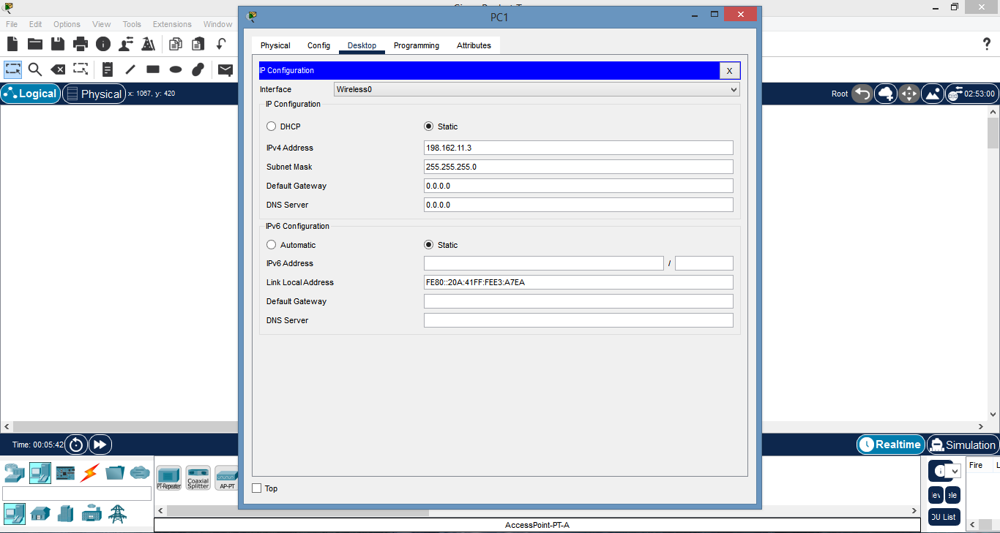 PC1
File Edit Options View Tools Extensions Window
Physical Config Desktop Programming Attributes
IP Configuration X
Interface Wireless0
IP Configuration
DHCP Static
IPv4 Address 198.162.11.3
Subnet Mask 255.255.255.0
Default Gateway 0.0.0.0
DNS Server 0.0.0.0
IPv6 Configuration
Automatic Static
IPv6 Address /
Link Local Address FE80::20A:41FF:FEE3:A7EA
Default Gateway
DNS Server
Top
Logical Physical x: 1067, y: 420
Root 02:53:00
Time: 00:05:42
Realtime Simulation
PT-Repeater Coaxial Splitter AP-PT
Fire L
DU List
AccessPoint-PT-A